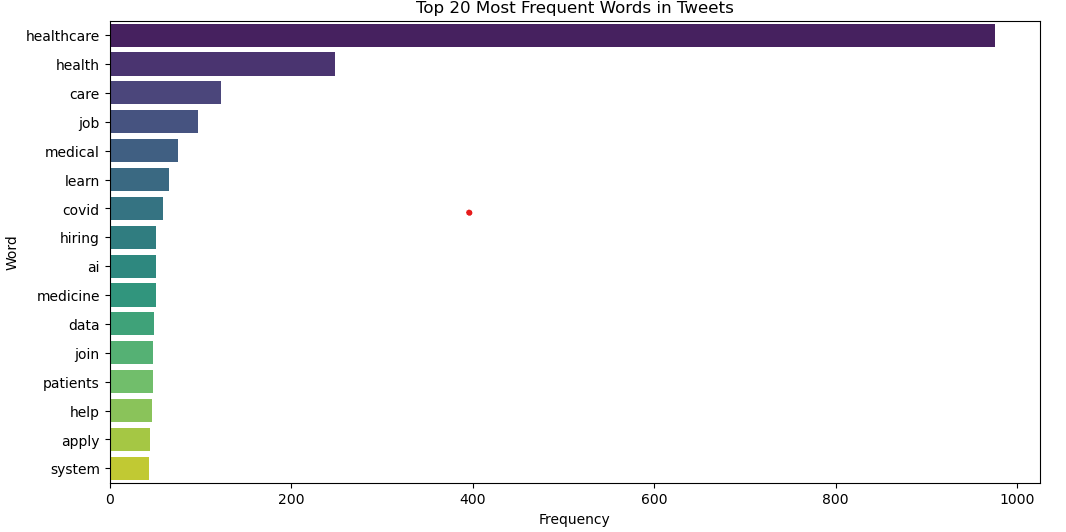 Top 20 Most Frequent Words in Tweets
healthcare
health
care
job
medical
learn
covid
hiring
ai
medicine
data
join
patients
help
apply
system
Word
0 200 400 600 800 1000
Frequency